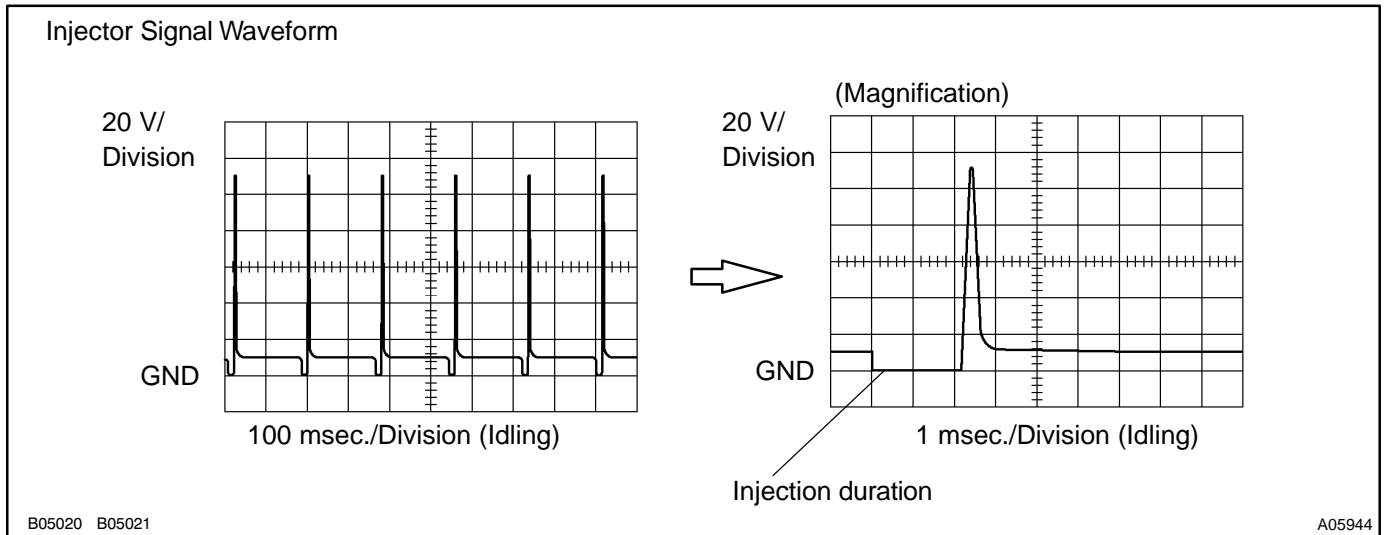 Injector Signal Waveform
20 V/
Division
GND
100 msec./Division (Idling)
(Magnification)
20 V/
Division
GND
1 msec./Division (Idling)
Injection duration
B05020 B05021
A05944